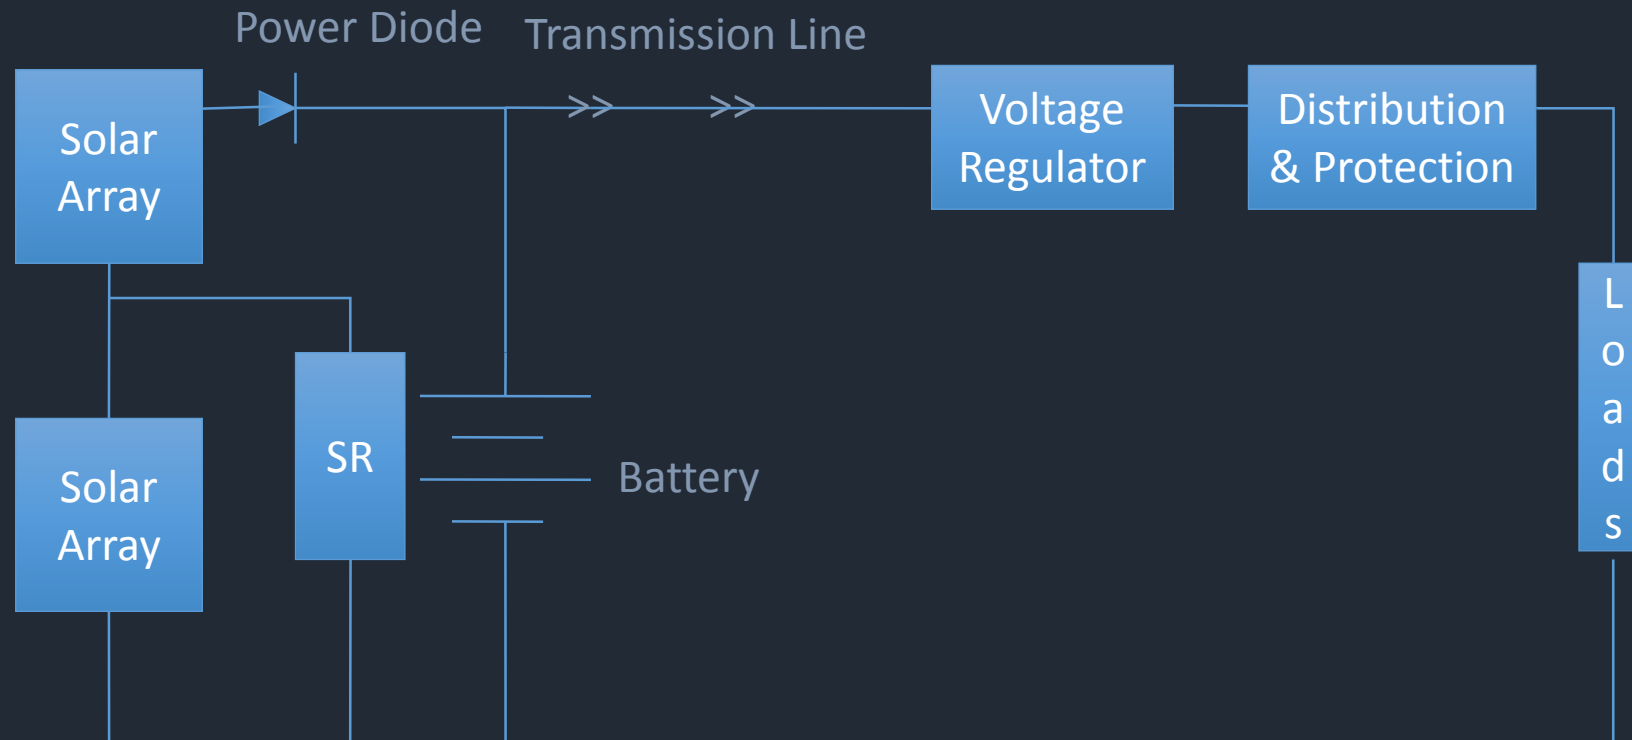 Power Diode
Transmission Line
Solar
Array
Voltage
Regulator
Distribution
& Protection
L
o
a
d
s
SR
Battery
Solar
Array